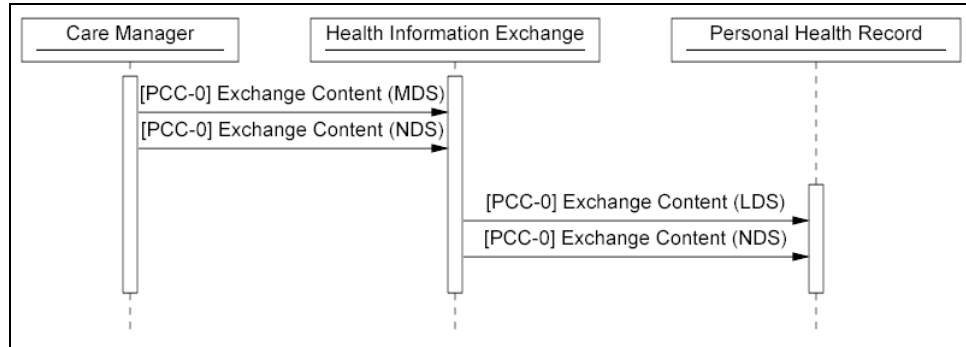 Care Manager
Health Information Exchange
Personal Health Record
[PCC-0] Exchange Content (MDS)
[PCC-0] Exchange Content (NDS)
[PCC-0] Exchange Content (LDS)
[PCC-0] Exchange Content (NDS)